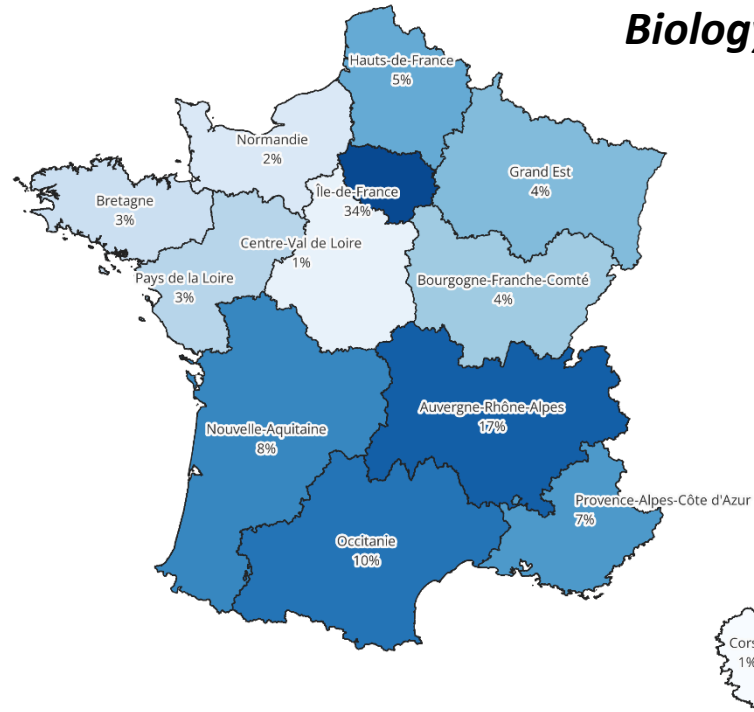 Biology
Hauts-de-France
5%
Normandie
2%
Grand Est
4%
Île-de-France
34%
Bretagne
3%
Centre-Val de Loire
1%
Pays de la Loire
3%
Bourgogne-Franche-Comté
4%
Auvergne-Rhône-Alpes
17%
Nouvelle-Aquitaine
8%
Provence-Alpes-Côte d'Azur
7%
Occitanie
10%
Cors
1%